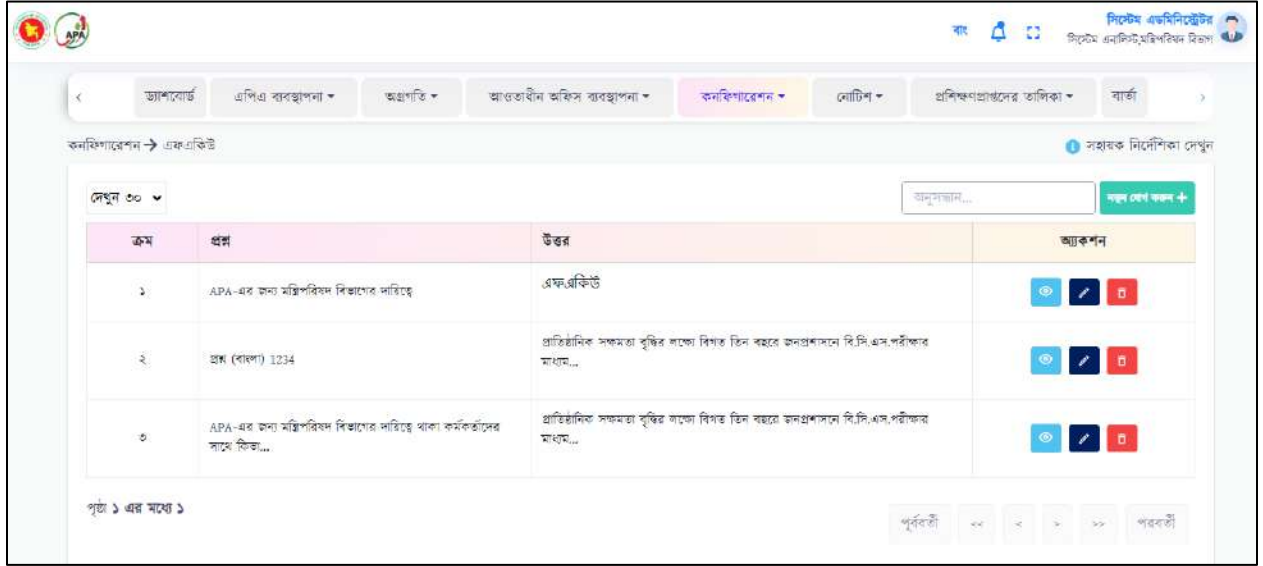 APA
বাং
সিস্টেম এডমিনিস্ট্রেটর
সিস্টেম এনালিস্ট,মন্ত্রিপরিষদ বিভাগ
ড্যাশবোর্ড
এপিএ ব্যবস্থাপনা
অগ্রগতি
আওতাধীন অফিস ব্যবস্থাপনা
কনফিগারেশন
নোটিশ
প্রশিক্ষণপ্রাপ্তদের তালিকা
বার্তা
কনফিগারেশন → এফএকিউ
সহায়ক নির্দেশিকা দেখুন
দেখুন ৩০
অনুসন্ধান...
নতুন যোগ করুন +
ক্রম
প্রশ্ন
উত্তর
অ্যাকশন
১
APA-এর জন্য মন্ত্রিপরিষদ বিভাগের দায়িত্বে
এফএকিউ
২
প্রশ্ন (বাংলা) 1234
প্রাতিষ্ঠানিক সক্ষমতা বৃদ্ধির লক্ষ্যে বিগত তিন বছরে জনপ্রশাসনে বি.সি.এস.পরীক্ষার
মাধ্যম...
৩
APA-এর জন্য মন্ত্রিপরিষদ বিভাগের দায়িত্বে থাকা কর্মকর্তাদের
সাথে কিভা...
প্রাতিষ্ঠানিক সক্ষমতা বৃদ্ধির লক্ষ্যে বিগত তিন বছরে জনপ্রশাসনে বি.সি.এস.পরীক্ষার
মাধ্যম...
পৃষ্ঠা ১ এর মধ্যে ১
পূর্ববর্তী << < > >> পরবর্তী